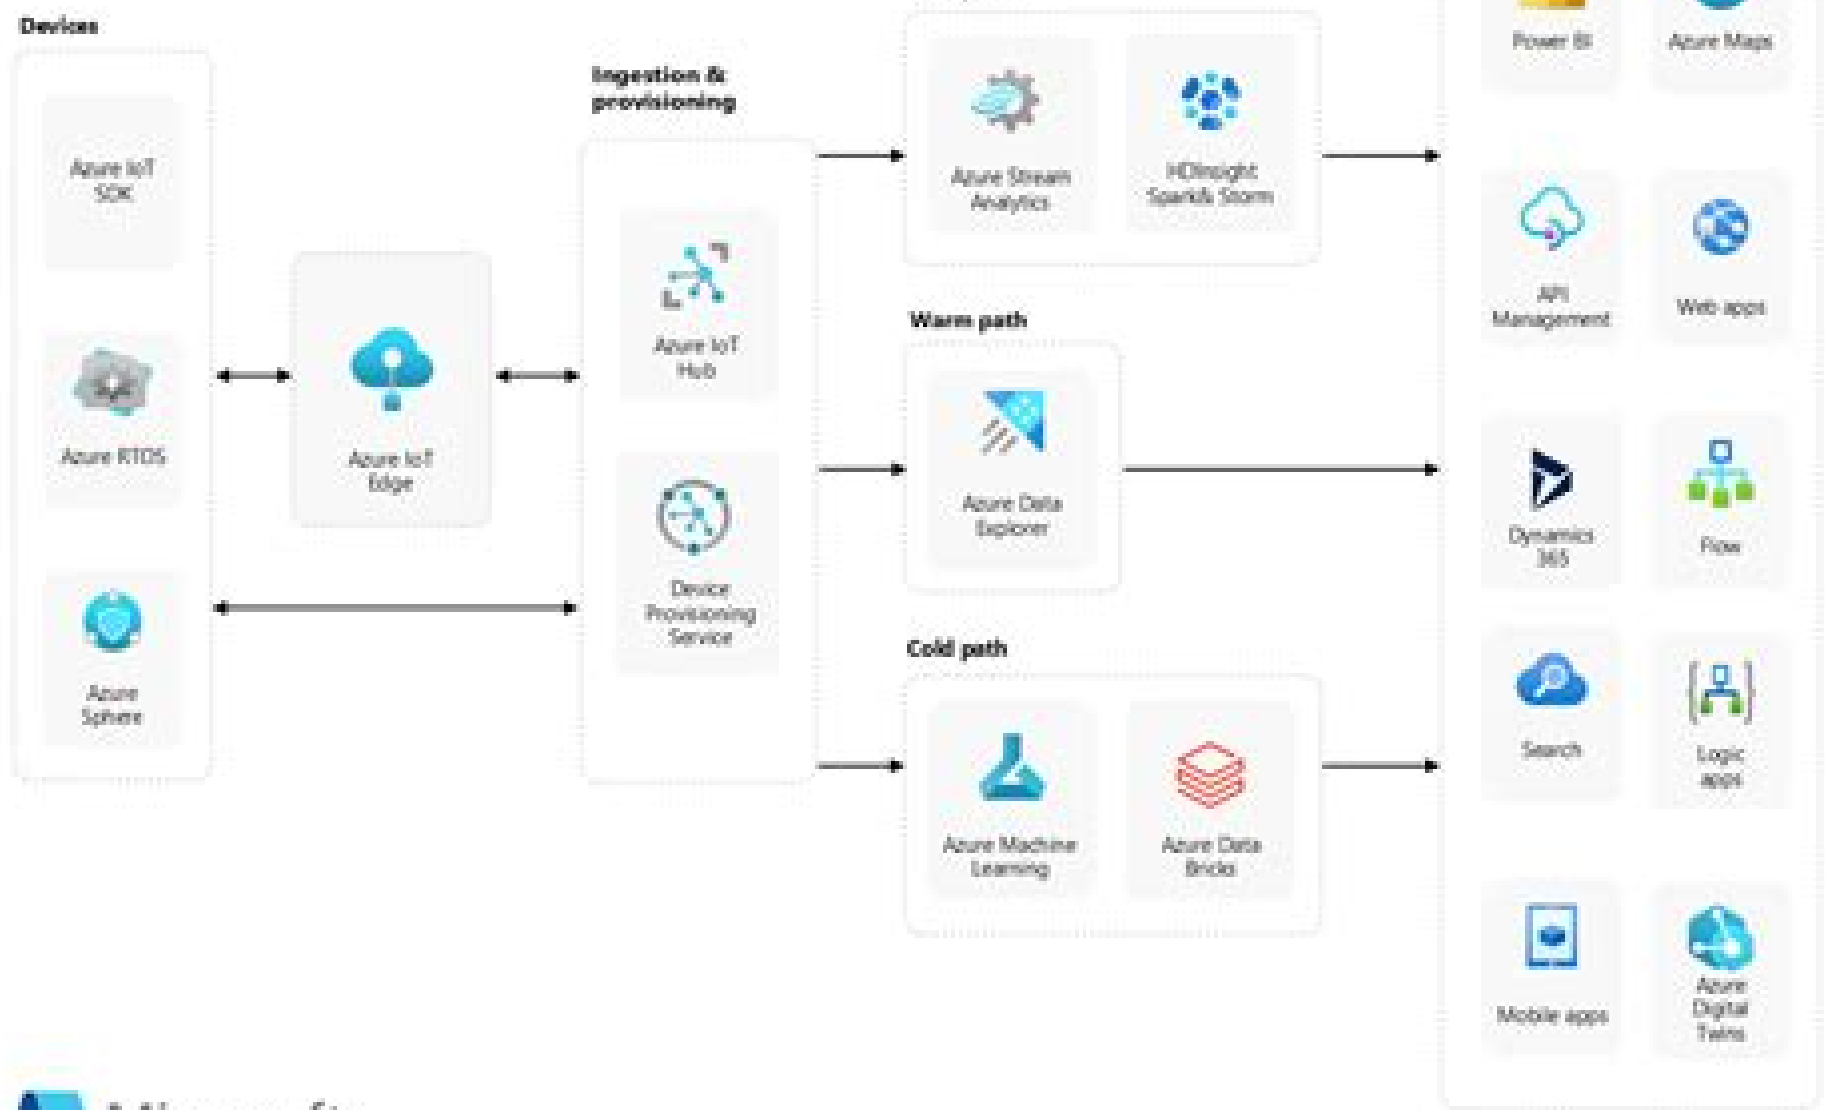 Devices
Azure IoT
SDK
Azure RTOS
Azure
Sphere
Azure IoT
Edge
Ingestion &
provisioning
Azure IoT
Hub
Device
Provisioning
Service
Azure Stream
Analytics
HDInsight
Spark& Storm
Warm path
Azure Data
Explorer
Cold path
Azure Machine
Learning
Azure Data
Bricks
Power BI
Azure Maps
API
Management
Web apps
Dynamics
365
Flow
Search
Logic
apps
Mobile apps
Azure
Digital
Twins